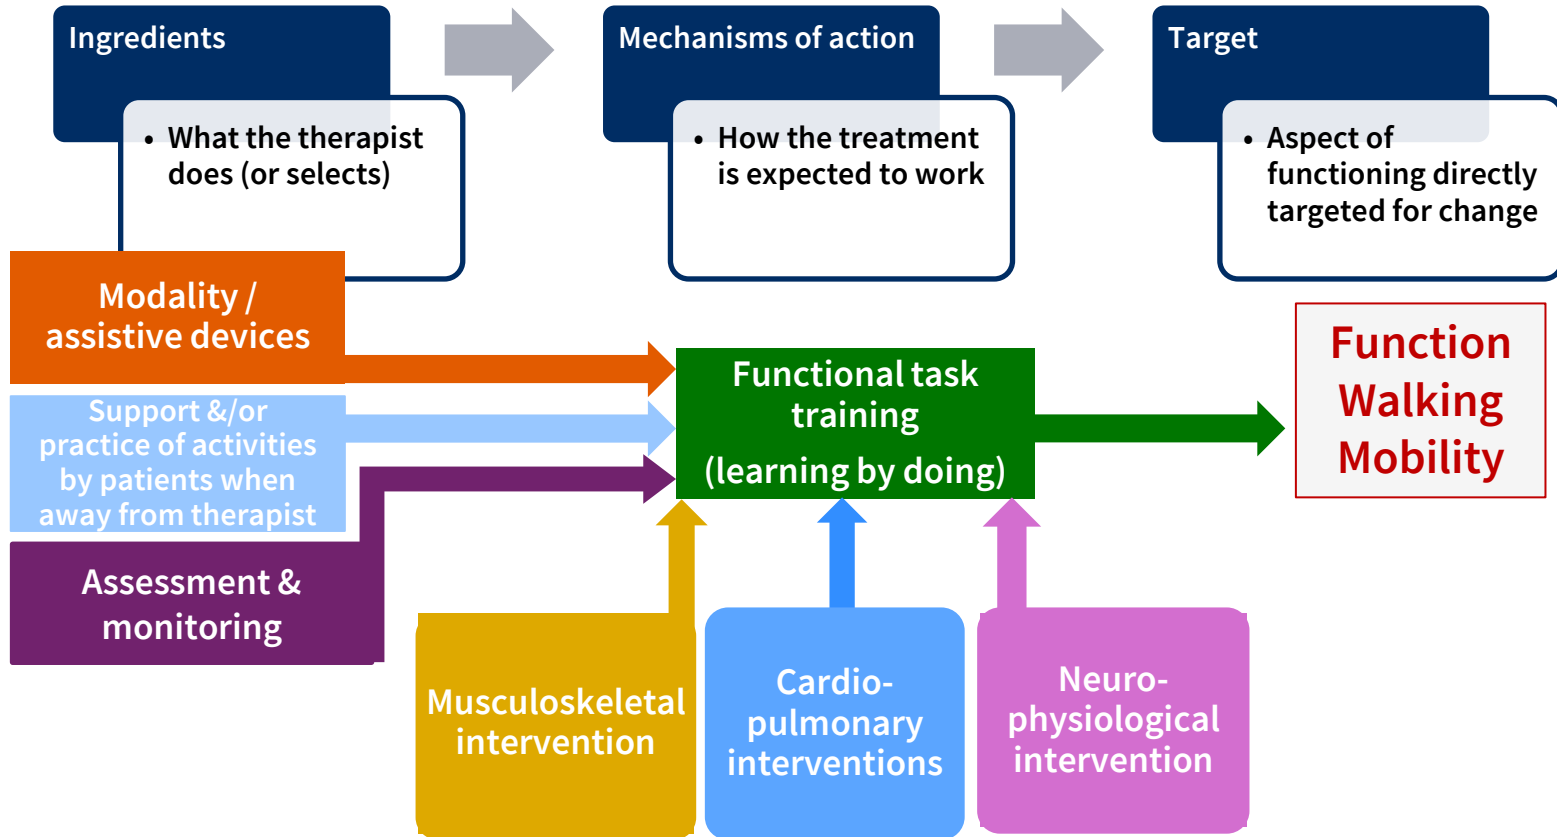 Ingredients
• What the therapist
does (or selects)
Mechanisms of action
• How the treatment
is expected to work
Target
• Aspect of
functioning directly
targeted for change
Modality /
assistive devices
Support &/or
practice of activities
by patients when
away from therapist
Assessment &
monitoring
Functional task
training
(learning by doing)
Function
Walking
Mobility
Musculoskeletal
intervention
Cardio-
pulmonary
interventions
Neuro-
physiological
intervention